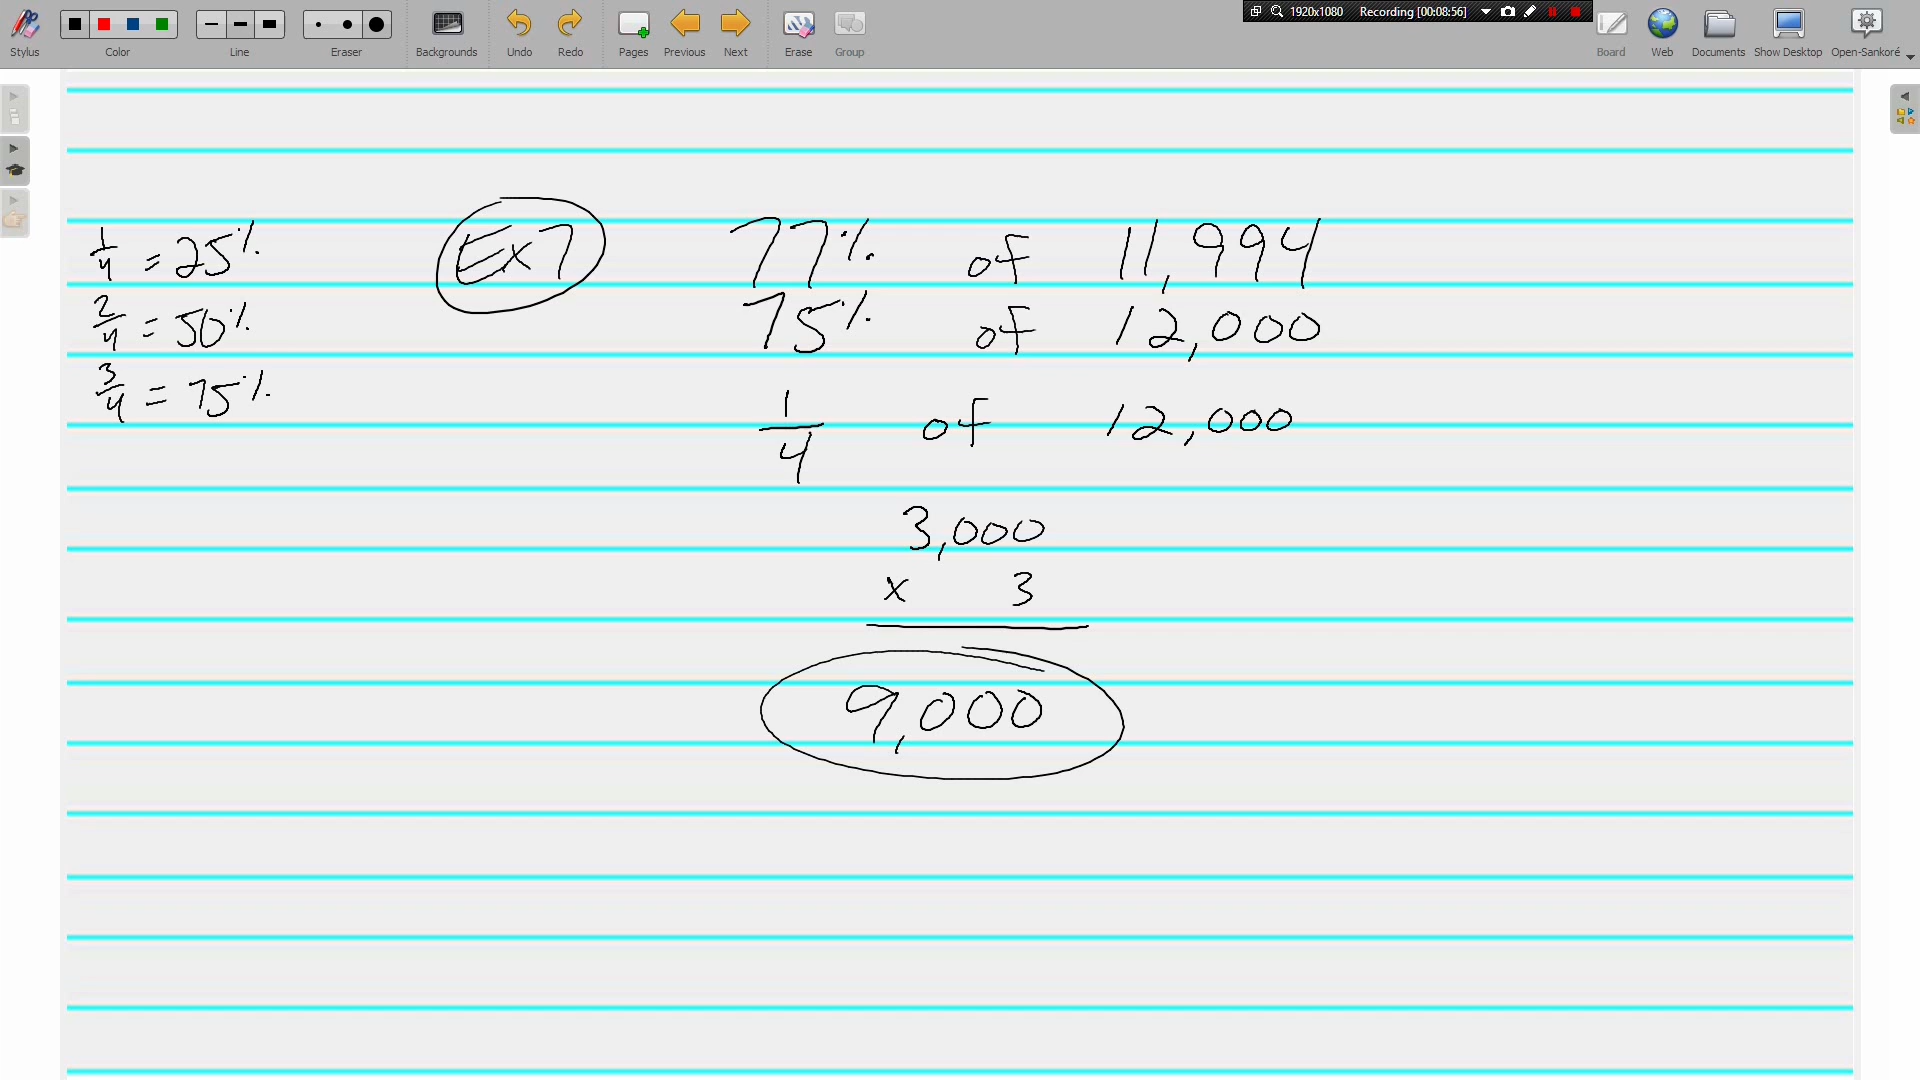 1920x1080 Recording [00:08:56]
Stylus Color Line Eraser Backgrounds Undo Redo Pages Previous Next Erase Group Board Web Documents Show Desktop Open-Sankoré
1/4 = 25%
2/4 = 50%
3/4 = 75%
Ex7
77% of 11,994
75% of 12,000
1/4 of 12,000
3,000
x 3
9,000